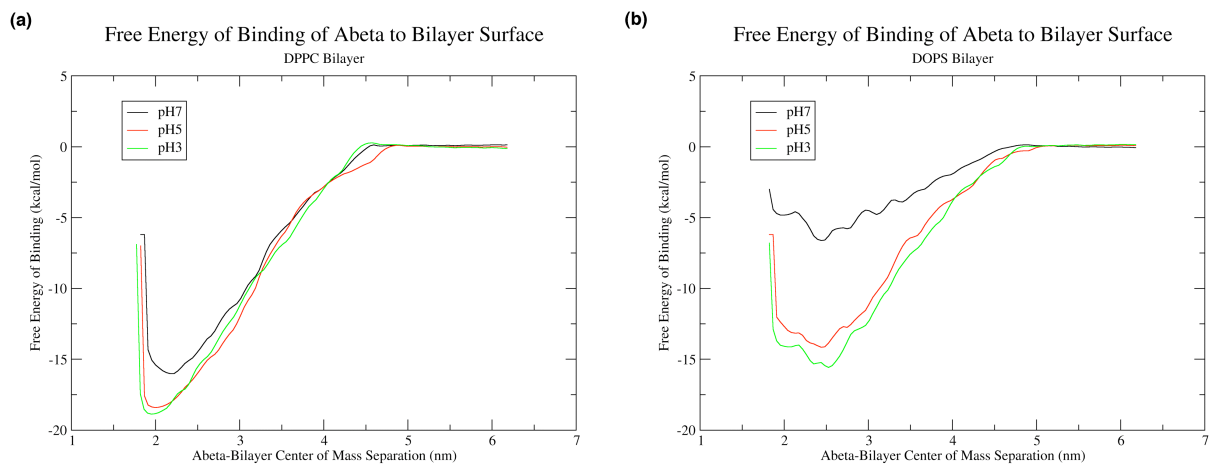 (a)
Free Energy of Binding of Abeta to Bilayer Surface
DPPC Bilayer
Free Energy of Binding (kcal/mol)
5
0
-5
-10
-15
-20
pH7
pH5
pH3
1 2 3 4 5 6 7
Abeta-Bilayer Center of Mass Separation (nm)
(b)
Free Energy of Binding of Abeta to Bilayer Surface
DOPS Bilayer
Free Energy of Binding (kcal/mol)
5
0
-5
-10
-15
-20
pH7
pH5
pH3
1 2 3 4 5 6 7
Abeta-Bilayer Center of Mass Separation (nm)